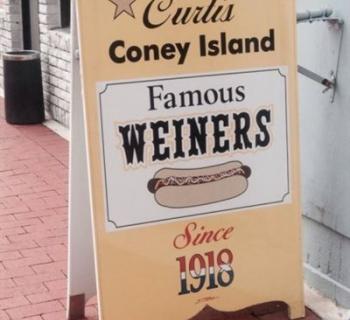 Curtis
Coney Island
Famous
WEINERS
Since
1918